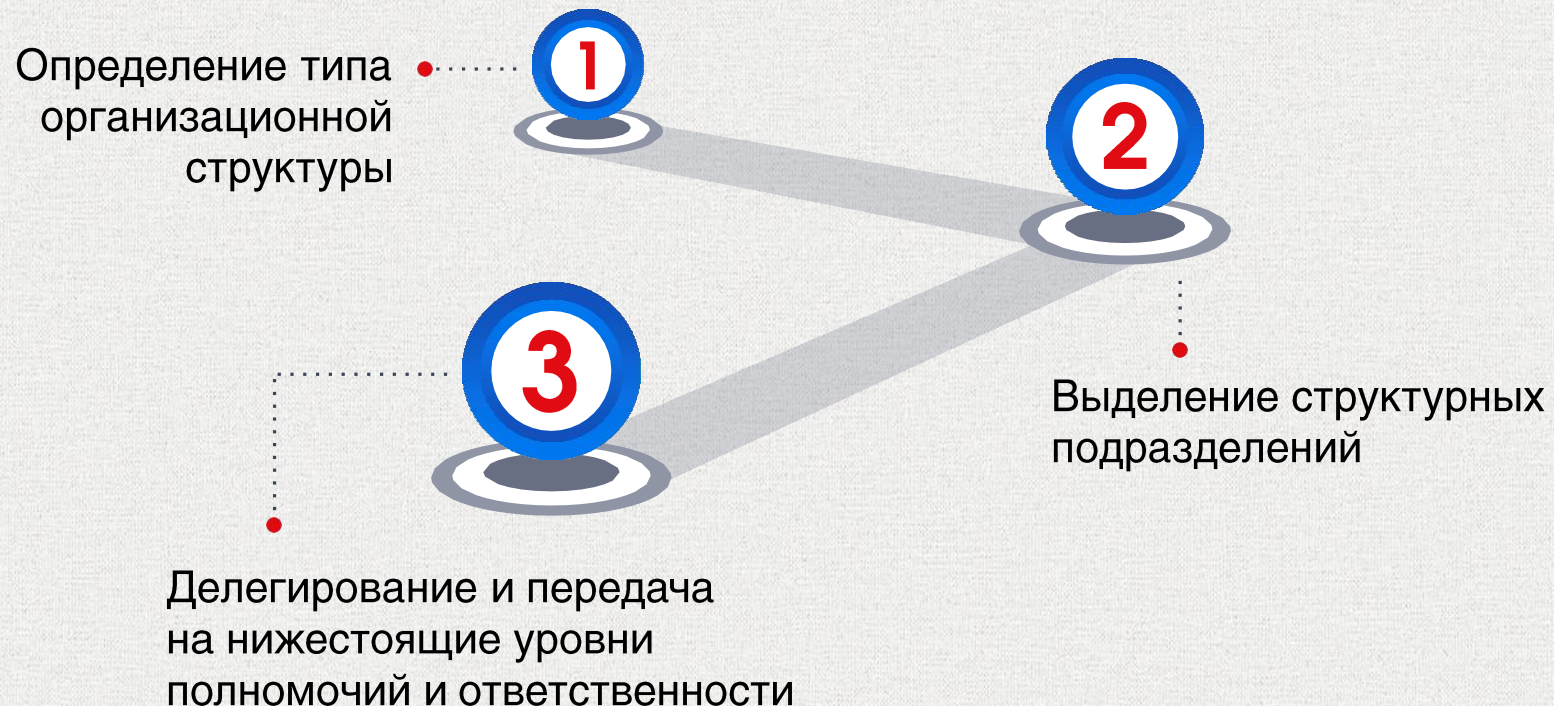 1
Определение типа
организационной
структуры
2
Выделение структурных
подразделений
3
Делегирование и передача
на нижестоящие уровни
полномочий и ответственности